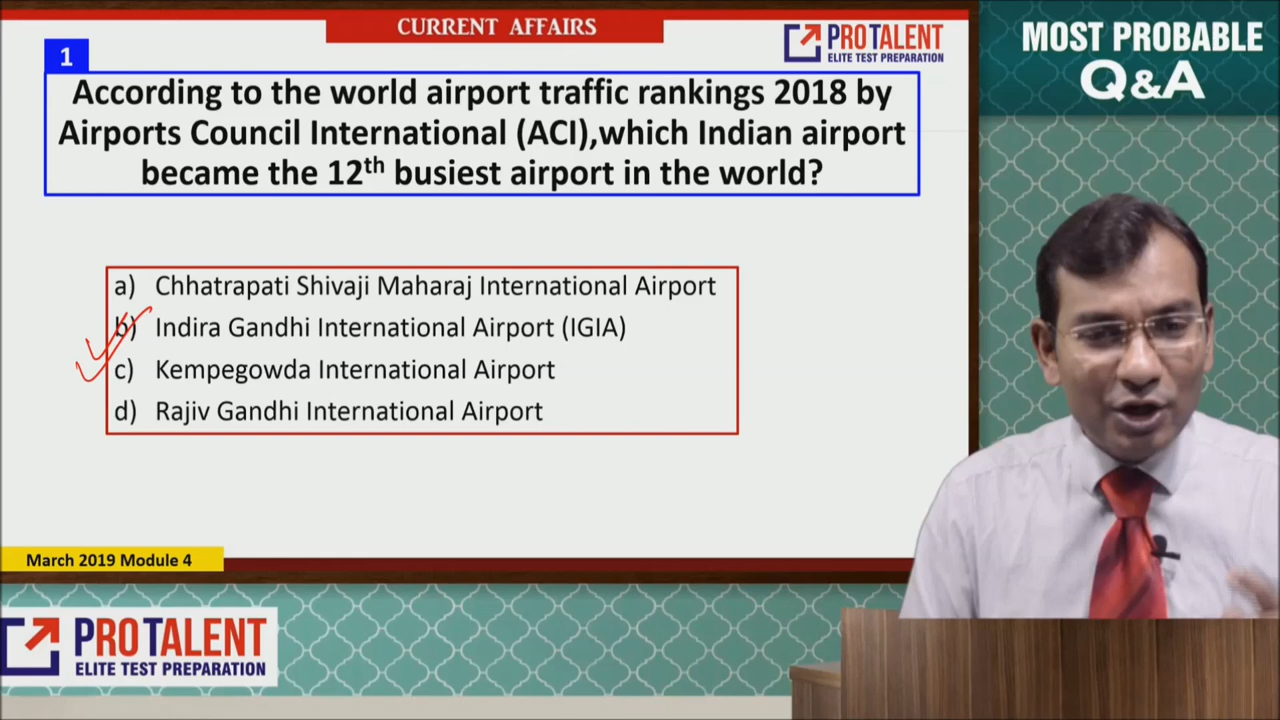 CURRENT AFFAIRS
PROTALENT
ELITE TEST PREPARATION
MOST PROBABLE
Q&A
1
According to the world airport traffic rankings 2018 by
Airports Council International (ACI),which Indian airport
became the 12th busiest airport in the world?
a) Chhatrapati Shivaji Maharaj International Airport
b) Indira Gandhi International Airport (IGIA)
c) Kempegowda International Airport
d) Rajiv Gandhi International Airport
March 2019 Module 4
PROTALENT
ELITE TEST PREPARATION